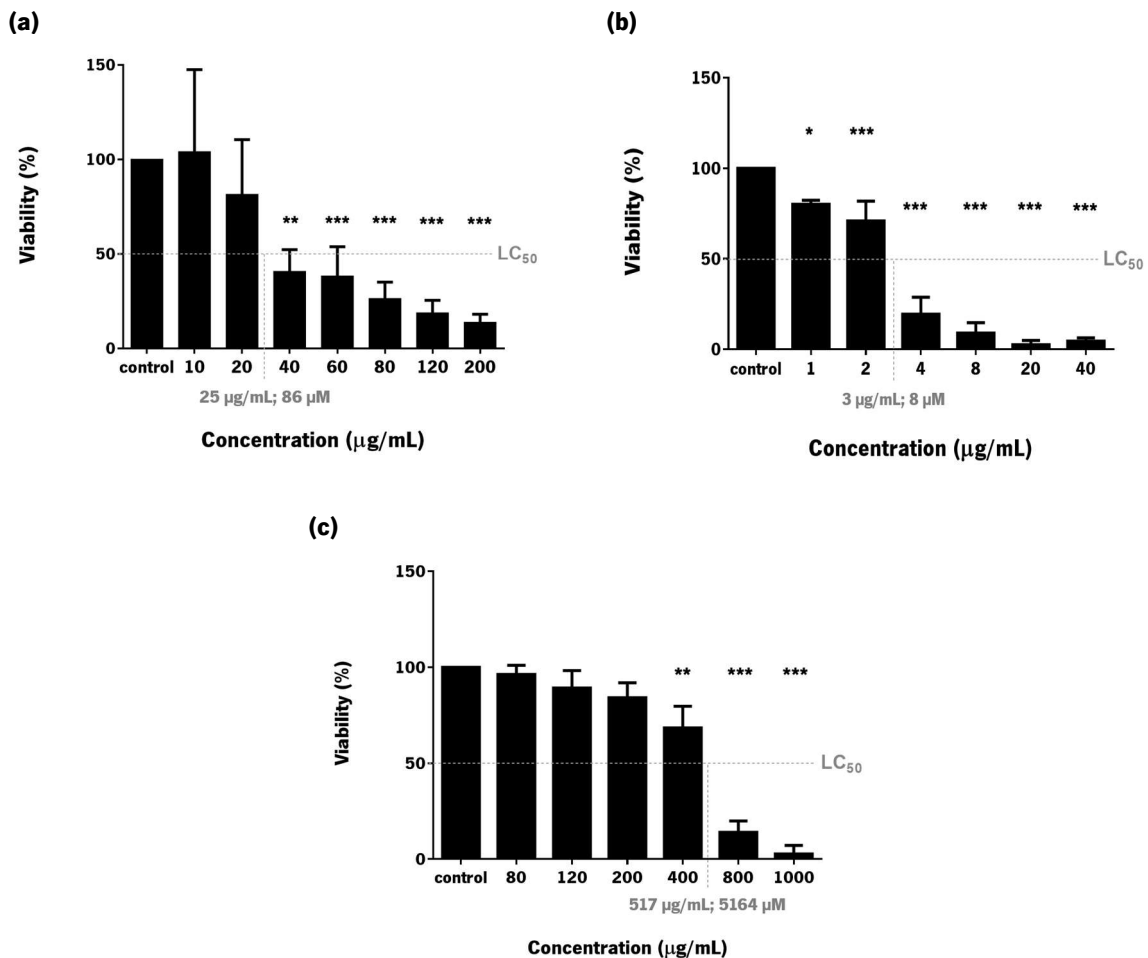 (a)
150
100
50
0
Viability (%)
** *** *** *** ***
LC50
control 10 20 40 60 80 120 200
25 µg/mL; 86 µM
Concentration (µg/mL)
(b)
150
100
50
0
Viability (%)
* ***
*** *** *** ***
LC50
control 1 2 4 8 20 40
3 µg/mL; 8 µM
Concentration (µg/mL)
(c)
150
100
50
0
Viability (%)
** *** ***
LC50
control 80 120 200 400 800 1000
517 µg/mL; 5164 µM
Concentration (µg/mL)